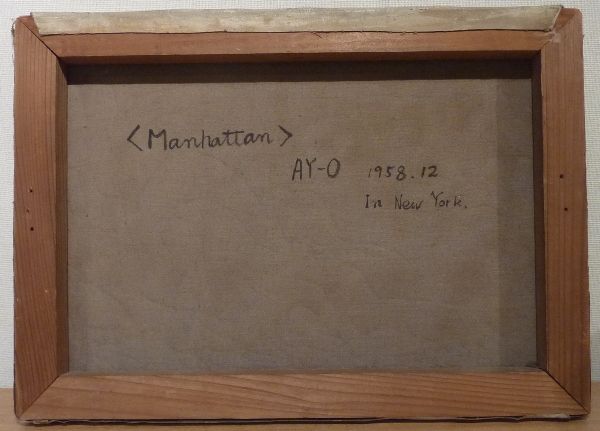 <Manhattan>
AY-O 1958.12
In New York.